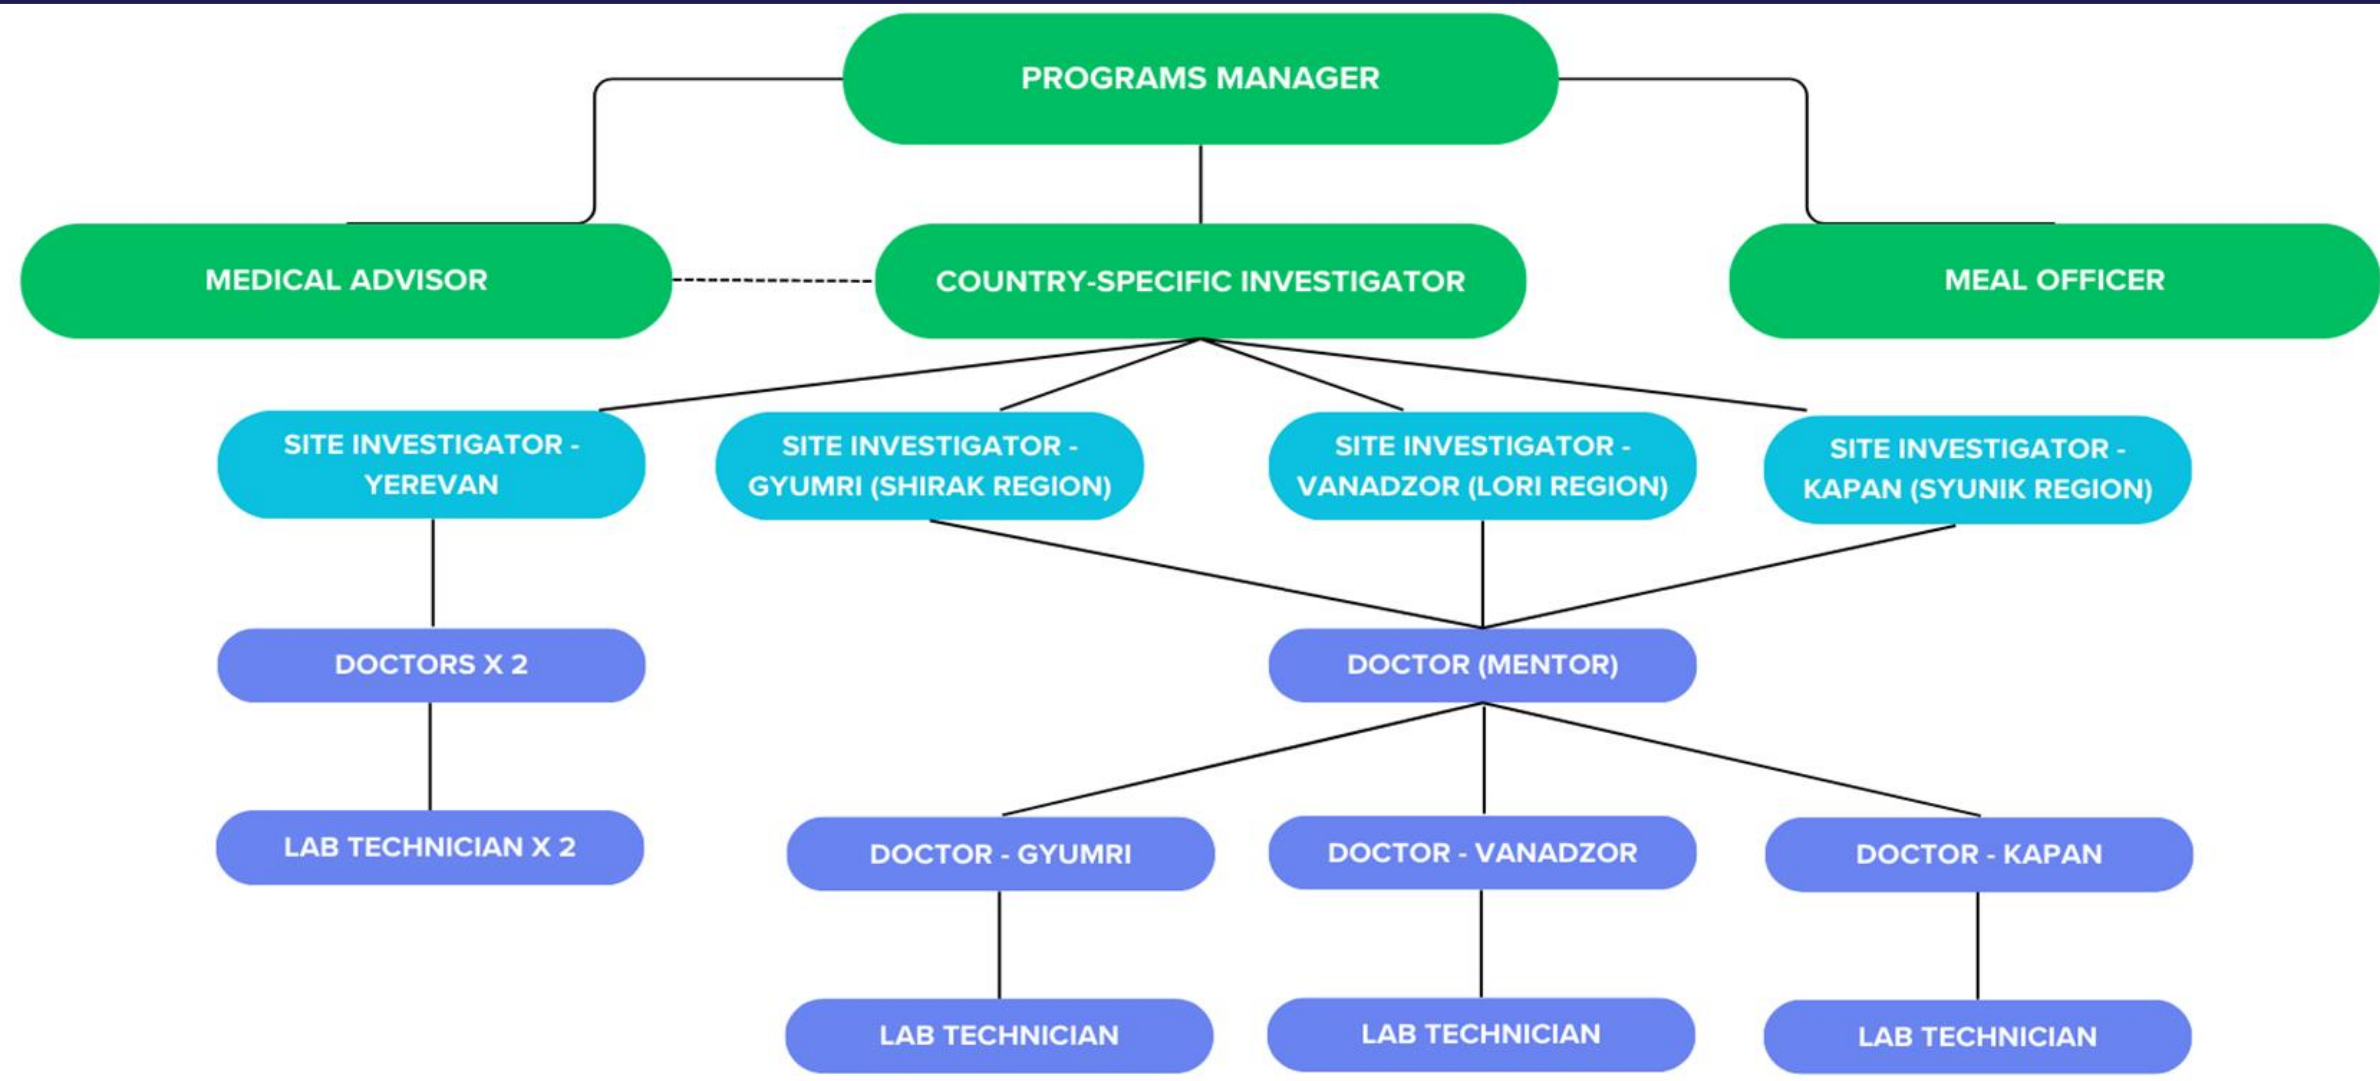 PROGRAMS MANAGER
MEDICAL ADVISOR
COUNTRY-SPECIFIC INVESTIGATOR
MEAL OFFICER
SITE INVESTIGATOR -
YEREVAN
SITE INVESTIGATOR -
GYUMRI (SHIRAK REGION)
SITE INVESTIGATOR -
VANADZOR (LORI REGION)
SITE INVESTIGATOR -
KAPAN (SYUNIK REGION)
DOCTORS X 2
DOCTOR (MENTOR)
LAB TECHNICIAN X 2
DOCTOR - GYUMRI
DOCTOR - VANADZOR
DOCTOR - KAPAN
LAB TECHNICIAN
LAB TECHNICIAN
LAB TECHNICIAN